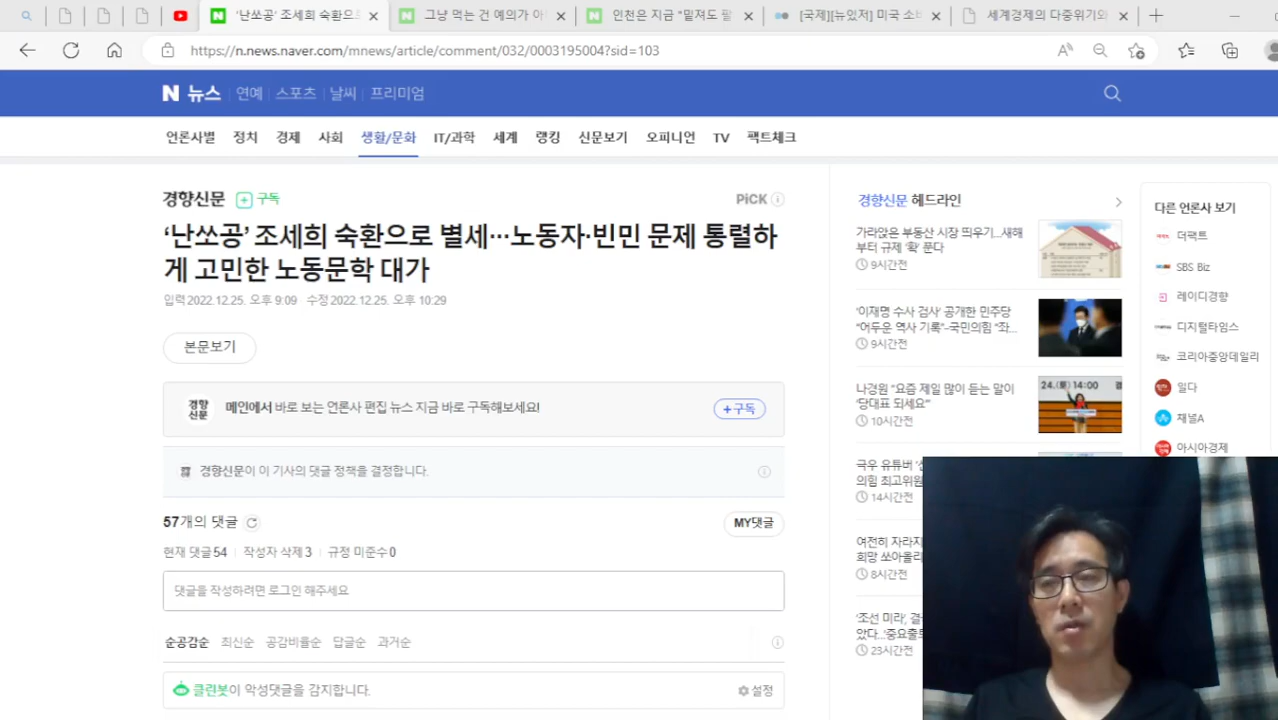 '난쏘공' 조세희 숙환으로
그냥 먹는 건 예의가 아
인천은 지금 "밑져도 팔
[국제][뉴있저] 미국 소비
세계경제의 다중위기와
https://n.news.naver.com/mnews/article/comment/032/0003195004?sid=103
N 뉴스 연예 스포츠 날씨 프리미엄
언론사별 정치 경제 사회 생활/문화 IT/과학 세계 랭킹 신문보기 오피니언 TV 팩트체크
경향신문 구독
PiCK
'난쏘공' 조세희 숙환으로 별세…노동자·빈민 문제 통렬하
게 고민한 노동문학 대가
입력 2022.12.25. 오후 9:09 수정 2022.12.25. 오후 10:29
본문보기
경향
신문
메인에서 바로 보는 언론사 편집 뉴스 지금 바로 구독해보세요!
+구독
경향신문이 이 기사의 댓글 정책을 결정합니다.
57개의 댓글
MY댓글
현재 댓글 54 작성자 삭제 3 규정 미준수 0
댓글을 작성하려면 로그인 해주세요
순공감순 최신순 공감비율순 답글순 과거순
클린봇이 악성댓글을 감지합니다.
설정
경향신문 헤드라인
가라앉은 부동산 시장 띄우기…새해
부터 규제 '확' 푼다
9시간전
'이재명 수사 검사' 공개한 민주당
"어두운 역사 기록"-국민의힘 "좌…
9시간전
나경원 "요즘 제일 많이 듣는 말이
'당대표 되세요'"
24.(토) 14:00
10시간전
극우 유튜버
의힘 최고위원
14시간전
여전히 자라지
희망 쏘아올리
8시간전
'조선 미라', 결
았다…'중요출토
23시간전
다른 언론사 보기
더팩트
SBS Biz
레이디경향
디지털타임스
코리아중앙데일리
일다
채널A
아시아경제